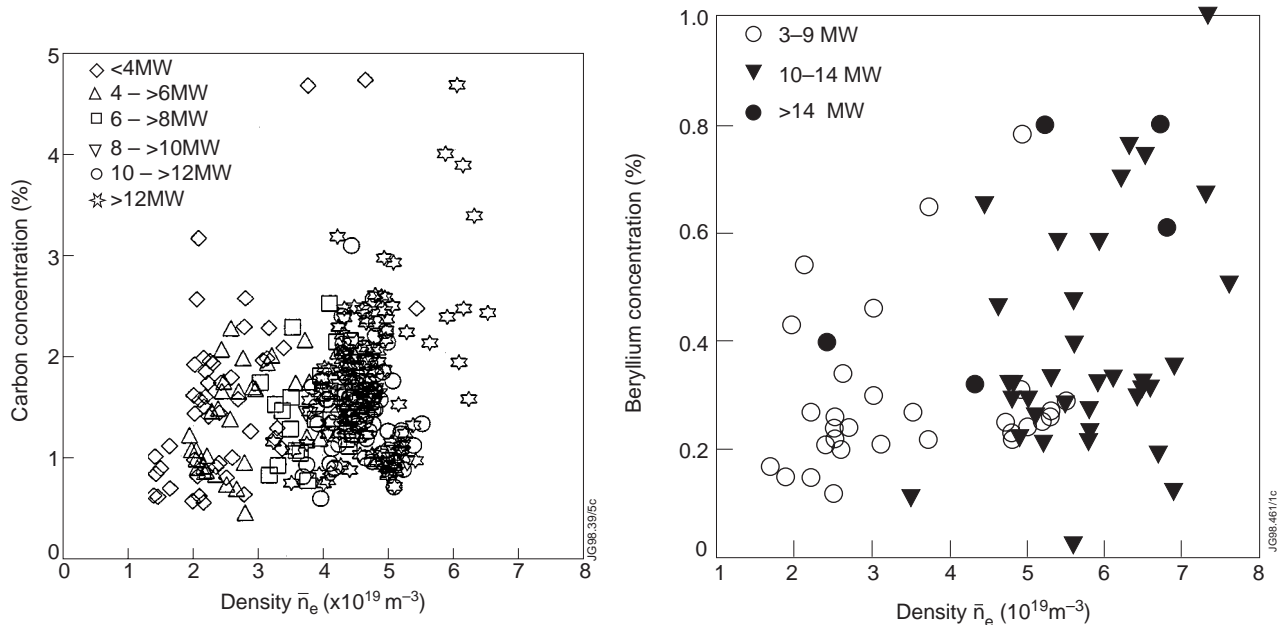 5
4
3
2
1
0
0 1 2 3 4 5 6 7 8
Carbon concentration (%)
Density n̄e (x10¹⁹ m⁻³)
<4MW
4 – >6MW
6 – >8MW
8 – >10MW
10 – >12MW
>12MW
JG98.39/5c
1.0
0.8
0.6
0.4
0.2
0
1 2 3 4 5 6 7 8
Beryllium concentration (%)
Density n̄e (10¹⁹m⁻³)
3–9 MW
10–14 MW
>14 MW
JG98.461/1c